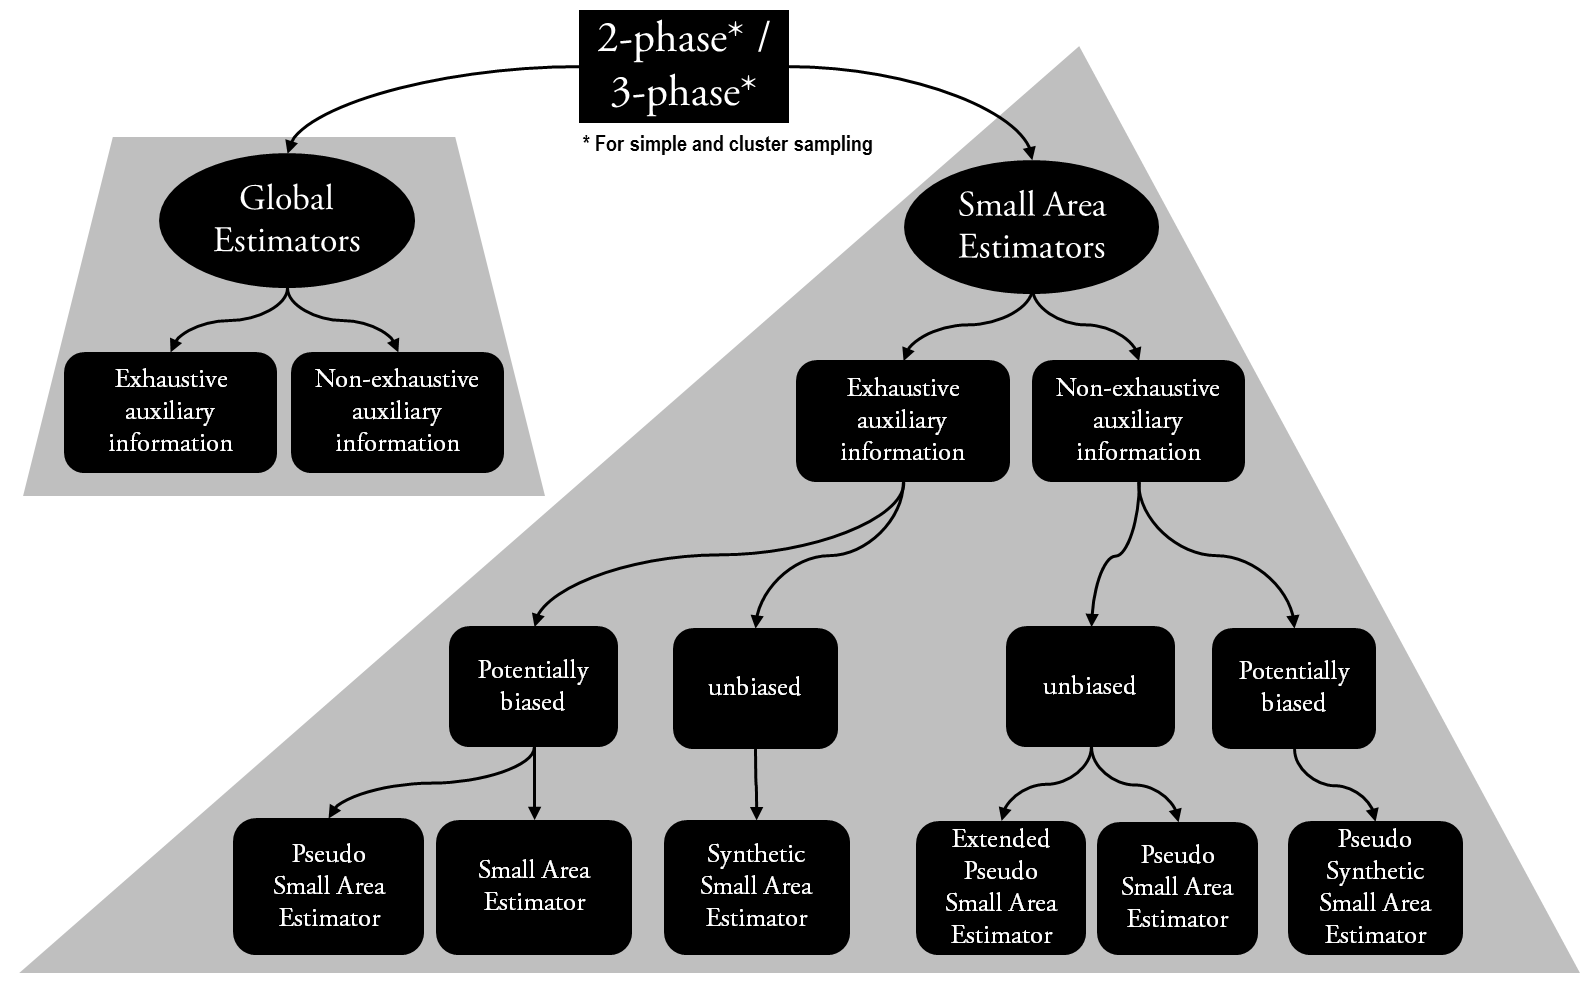 2-phase* /
3-phase*
* For simple and cluster sampling
Global
Estimators
Exhaustive
auxiliary
information
Non-exhaustive
auxiliary
information
Small Area
Estimators
Exhaustive
auxiliary
information
Non-exhaustive
auxiliary
information
Potentially
biased
unbiased
unbiased
Potentially
biased
Pseudo
Small Area
Estimator
Small Area
Estimator
Synthetic
Small Area
Estimator
Extended
Pseudo
Small Area
Estimator
Pseudo
Small Area
Estimator
Pseudo
Synthetic
Small Area
Estimator